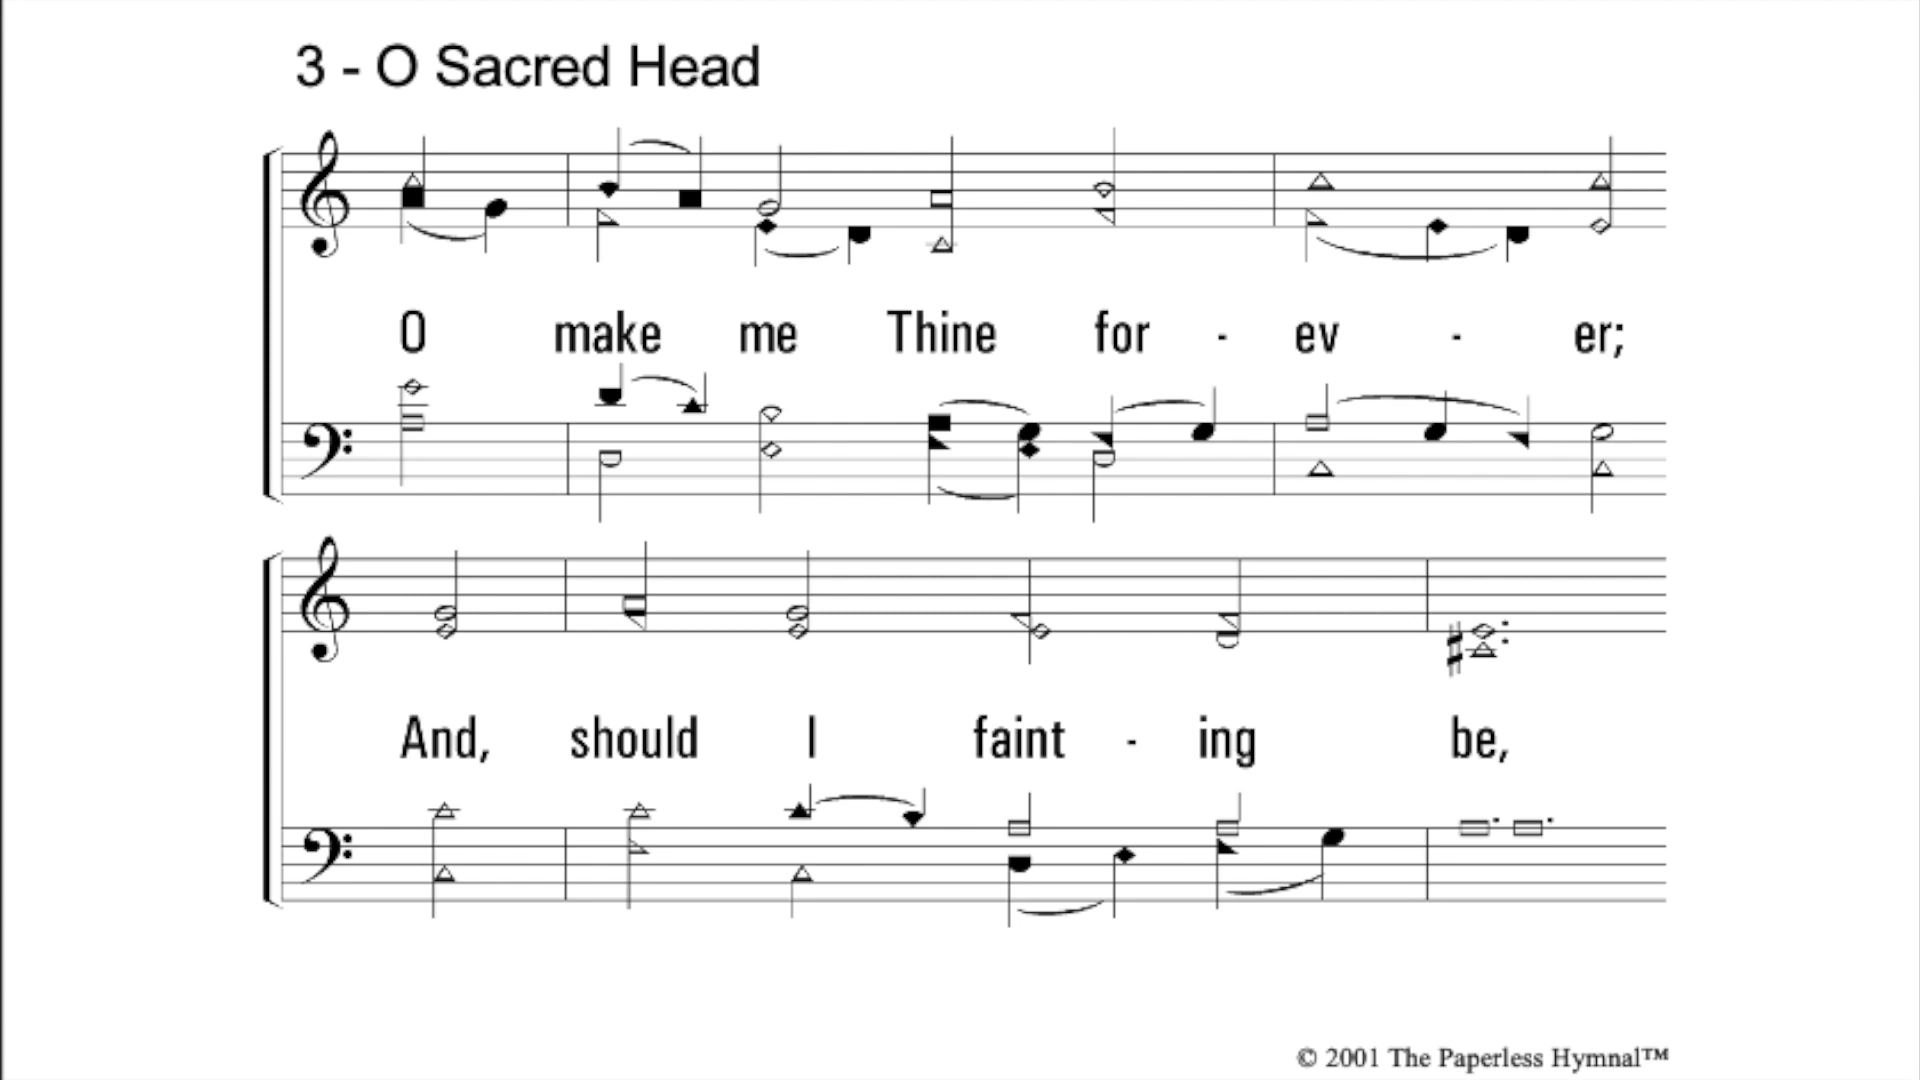 3 - O Sacred Head
O make me Thine for - ev - er;
And, should I faint - ing be,
© 2001 The Paperless Hymnal™